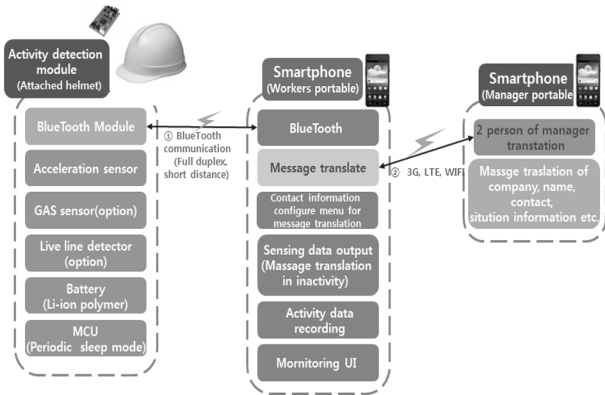 Activity detection
module
(Attached helmet)
BlueTooth Module
Acceleration sensor
GAS sensor(option)
Live line detector
(option)
Battery
(Li-ion polymer)
MCU
(Periodic sleep mode)
① BlueTooth
communication
(Full duplex,
short distance)
Smartphone
(Workers portable)
BlueTooth
Message translate
Contact information
configure menu for
message translation
Sensing data output
(Massage translation
in inactivity)
Activity data
recording
Mornitoring UI
② 3G, LTE, WIFI
Smartphone
(Manager portable)
2 person of manager
transtation
Massge traslation of
company, name,
contact,
sitution information etc.